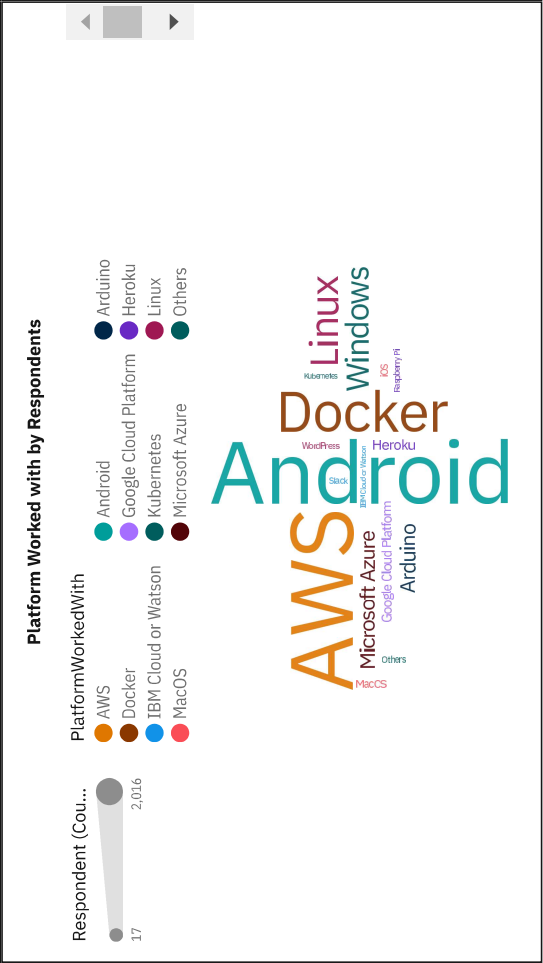 Platform Worked with by Respondents
Respondent (Cou...
17
2,016
PlatformWorkedWith
AWS
Android
Arduino
Docker
Google Cloud Platform
Heroku
IBM Cloud or Watson
Kubernetes
Linux
MacOS
Microsoft Azure
Others
Android
AWS
Docker
Linux
Windows
Kubernetes
iOS
Raspberry Pi
WordPress
Heroku
Slack
IBM Cloud or Watson
Microsoft Azure
Google Cloud Platform
Arduino
Others
MacOS